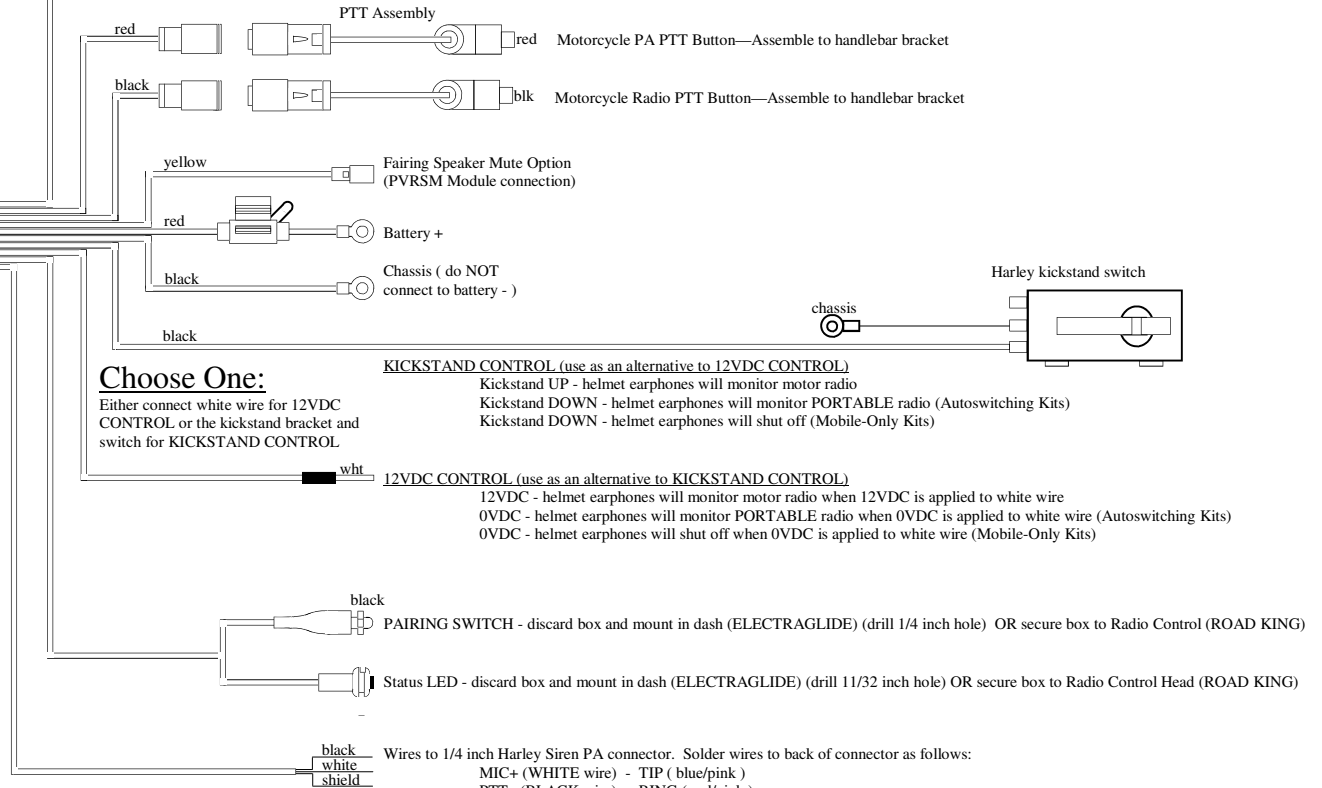 PTT Assembly
red
red
Motorcycle PA PTT Button—Assemble to handlebar bracket
black
blk
Motorcycle Radio PTT Button—Assemble to handlebar bracket
yellow
Fairing Speaker Mute Option
(PVRSM Module connection)
red
Battery +
black
Chassis ( do NOT
connect to battery - )
Harley kickstand switch
chassis
black
Choose One:
Either connect white wire for 12VDC
CONTROL or the kickstand bracket and
switch for KICKSTAND CONTROL
KICKSTAND CONTROL (use as an alternative to 12VDC CONTROL)
Kickstand UP - helmet earphones will monitor motor radio
Kickstand DOWN - helmet earphones will monitor PORTABLE radio (Autoswitching Kits)
Kickstand DOWN - helmet earphones will shut off (Mobile-Only Kits)
wht
12VDC CONTROL (use as an alternative to KICKSTAND CONTROL)
12VDC - helmet earphones will monitor motor radio when 12VDC is applied to white wire
0VDC - helmet earphones will monitor PORTABLE radio when 0VDC is applied to white wire (Autoswitching Kits)
0VDC - helmet earphones will shut off when 0VDC is applied to white wire (Mobile-Only Kits)
black
PAIRING SWITCH - discard box and mount in dash (ELECTRAGLIDE) (drill 1/4 inch hole)  OR secure box to Radio Control (ROAD KING)
Status LED - discard box and mount in dash (ELECTRAGLIDE) (drill 11/32 inch hole) OR secure box to Radio Control Head (ROAD KING)
black
white
shield
Wires to 1/4 inch Harley Siren PA connector.  Solder wires to back of connector as follows:
MIC+ (WHITE wire)  -  TIP ( blue/pink )